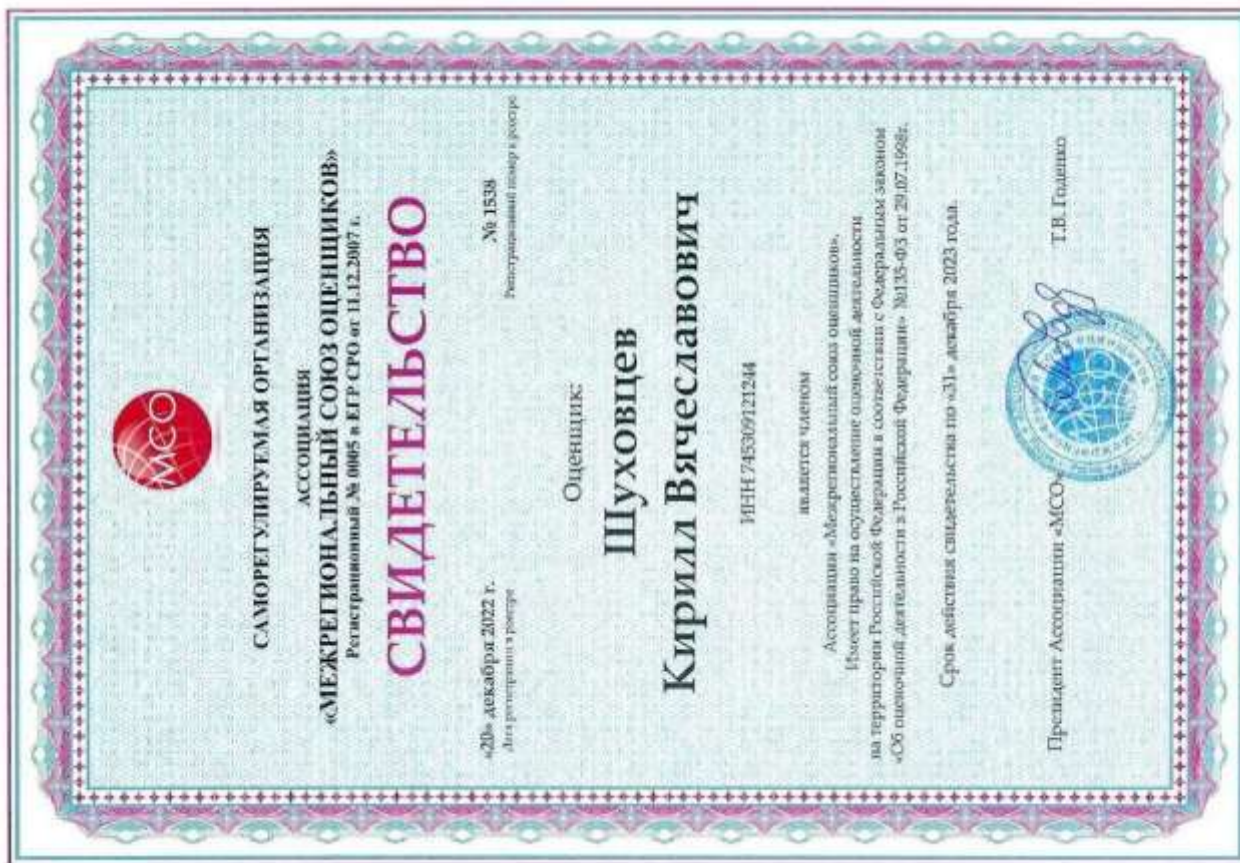 МСО
САМОРЕГУЛИРУЕМАЯ ОРГАНИЗАЦИЯ
АССОЦИАЦИЯ
«МЕЖРЕГИОНАЛЬНЫЙ СОЮЗ ОЦЕНЩИКОВ»
Регистрационный № 0005 в ЕГР СРО от 11.12.2007 г.
СВИДЕТЕЛЬСТВО
«20» декабря 2022 г. № 1538
Дата регистрации в реестре Регистрационный номер в реестре
Оценщик:
Шуховцев
Кирилл Вячеславович
ИНН 745309121244
является членом
Ассоциации «Межрегиональный союз оценщиков».
Имеет право на осуществление оценочной деятельности
на территории Российской Федерации в соответствии с Федеральным законом
«Об оценочной деятельности в Российской Федерации» №135-ФЗ от 29.07.1998г.
Срок действия свидетельства по «31» декабря 2023 года.
Президент Ассоциации «МСО» Т.В. Годенко